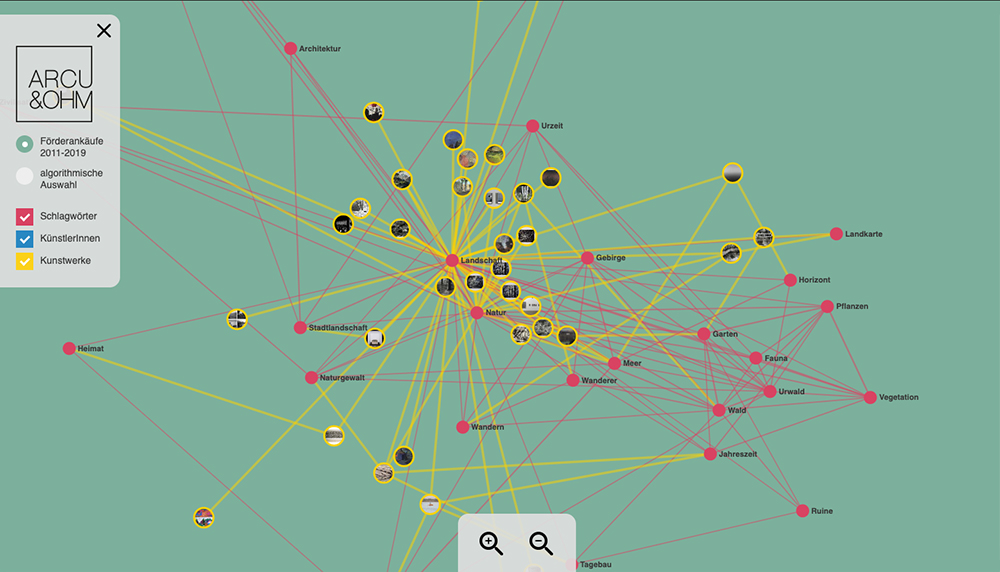 ARCU
&OHM
Förderankäufe
2011-2019
algorithmische
Auswahl
Schlagwörter
KünstlerInnen
Kunstwerke
Architektur
Urzeit
Landkarte
Landschaft
Gebirge
Horizont
Pflanzen
Natur
Stadtlandschaft
Garten
Heimat
Fauna
Meer
Naturgewalt
Wanderer
Urwald
Vegetation
Wald
Wandern
Jahreszeit
Ruine
Tagebau